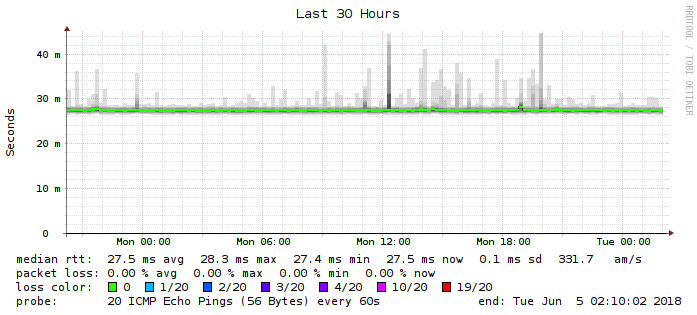 Last 30 Hours
RRDTOOL / TOBI OETIKER
Seconds
40 m
30 m
20 m
10 m
0
Mon 00:00 Mon 06:00 Mon 12:00 Mon 18:00 Tue 00:00
median rtt: 27.5 ms avg 28.3 ms max 27.4 ms min 27.5 ms now 0.1 ms sd 331.7 am/s
packet loss: 0.00 % avg 0.00 % max 0.00 % min 0.00 % now
loss color: 0 1/20 2/20 3/20 4/20 10/20 19/20
probe: 20 ICMP Echo Pings (56 Bytes) every 60s end: Tue Jun 5 02:10:02 2018